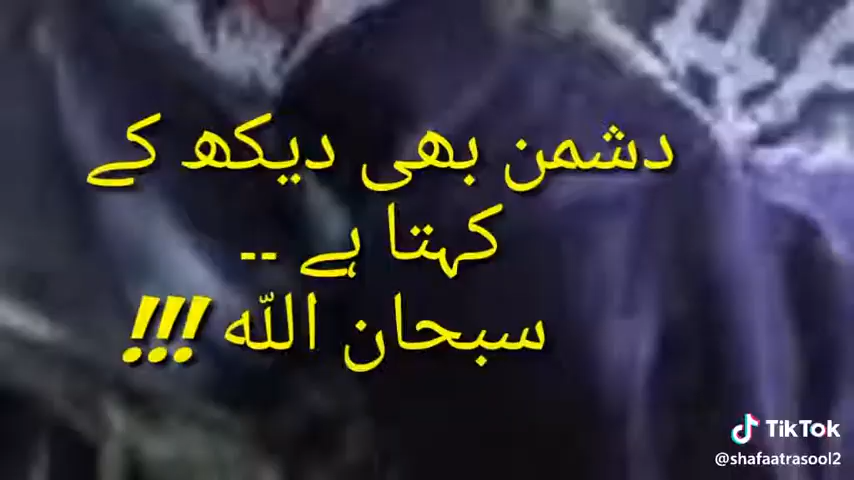 دشمن بھی دیکھ کے
کہتا ہے --
سبحان اللّٰہ !!!
TikTok
@shafaatrasool2